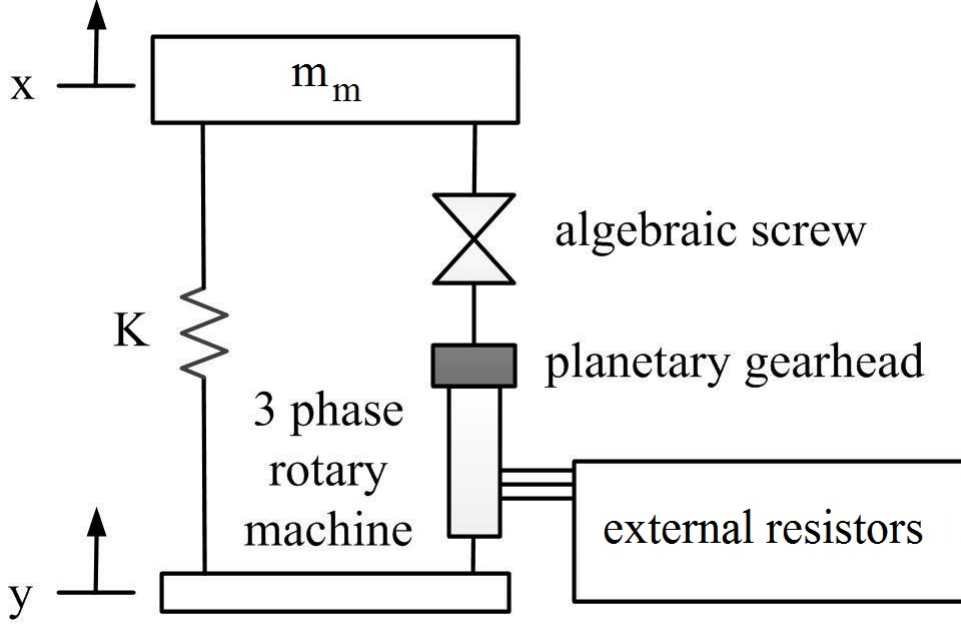 x
m_m
algebraic screw
K
planetary gearhead
3 phase
rotary
machine
external resistors
y